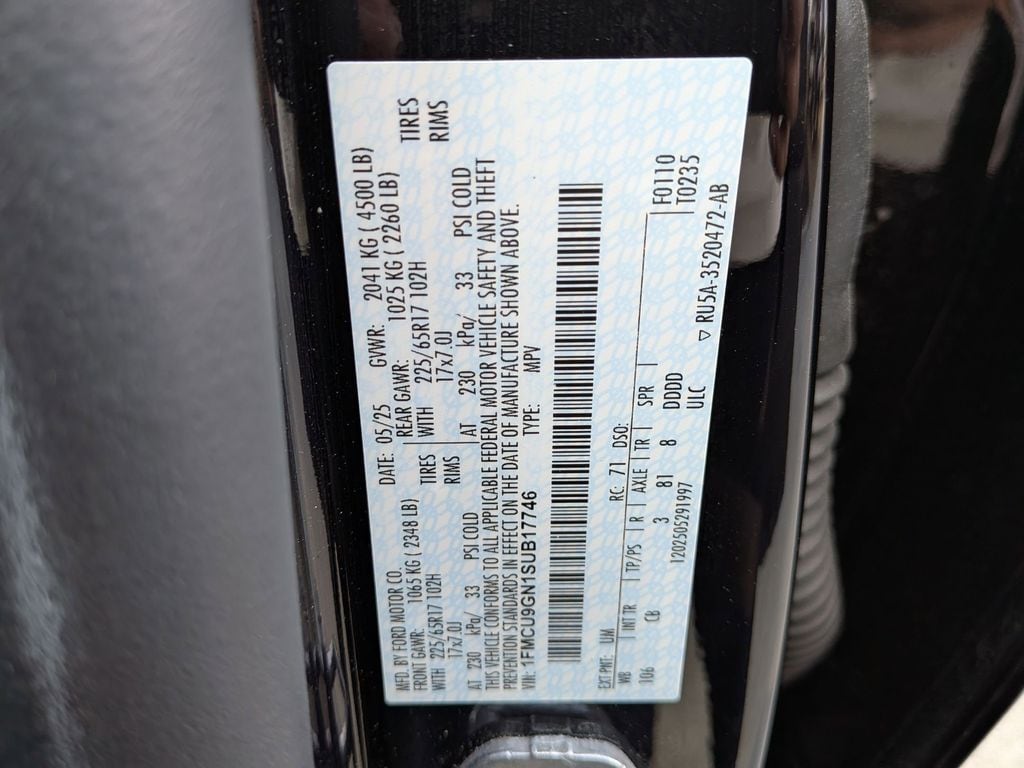 MFD. BY FORD MOTOR CO. DATE: 05/25 GVWR: 2041 KG ( 4500 LB)
FRONT GAWR: 1065 KG ( 2348 LB) REAR GAWR: 1025 KG ( 2260 LB)
WITH 225/65R17 102H TIRES WITH 225/65R17 102H TIRES
17x7.0J RIMS 17x7.0J RIMS
AT 230 kPa/ 33 PSI COLD AT 230 kPa/ 33 PSI COLD
THIS VEHICLE CONFORMS TO ALL APPLICABLE FEDERAL MOTOR VEHICLE SAFETY AND THEFT
PREVENTION STANDARDS IN EFFECT ON THE DATE OF MANUFACTURE SHOWN ABOVE.
VIN: 1FMCU9GN1SUB17746 TYPE: MPV
EXT PNT: UM RC: 71 DSO:
WB INT TR TP/PS R AXLE TR SPR F0110
106 CB 3 81 8 DDDD T0235
1202505291997 ULC
▽ RU5A-3520472-AB